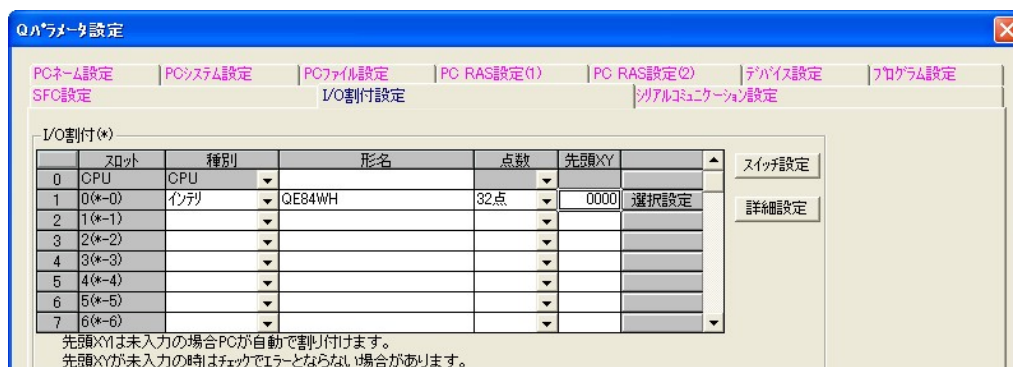 Qパラメータ設定
PCネーム設定 PCシステム設定 PCファイル設定 PC RAS設定(1) PC RAS設定(2) デバイス設定 プログラム設定
SFC設定 I/O割付設定 シリアルコミュニケーション設定
I/O割付(*)
スロット 種別 形名 点数 先頭XY
0 CPU CPU
1 0(*-0) インテリ QE84WH 32点 0000 選択設定
2 1(*-1)
3 2(*-2)
4 3(*-3)
5 4(*-4)
6 5(*-5)
7 6(*-6)
スイッチ設定
詳細設定
先頭XYは未入力の場合PCが自動で割り付けます。
先頭XYが未入力の時はチェックでエラーとならない場合があります。